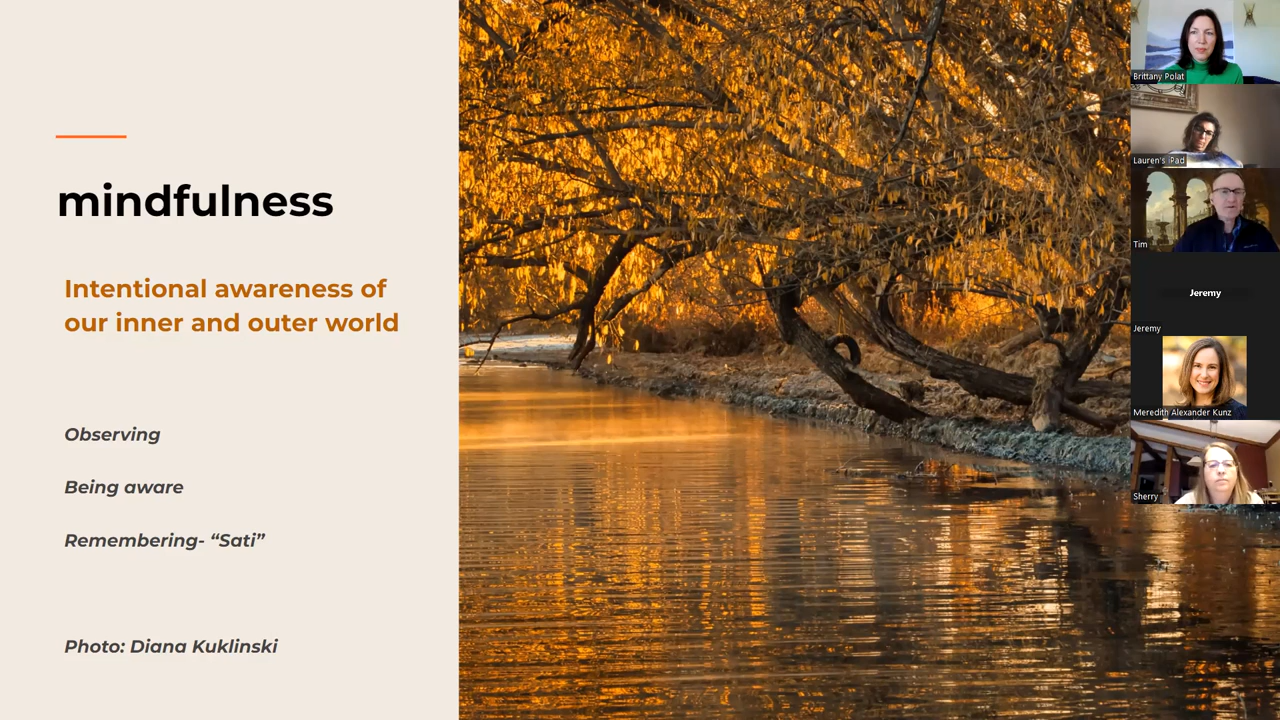 mindfulness
Intentional awareness of
our inner and outer world
Observing
Being aware
Remembering- “Sati”
Photo: Diana Kuklinski
Brittany Polat
Lauren's iPad
Tim
Jeremy
Jeremy
Meredith Alexander Kunz
Sherry